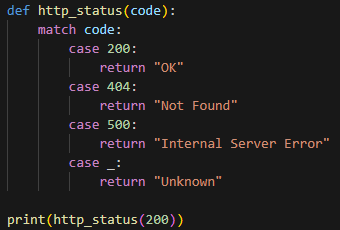 def http_status(code):
    match code:
        case 200:
            return "OK"
        case 404:
            return "Not Found"
        case 500:
            return "Internal Server Error"
        case _:
            return "Unknown"

print(http_status(200))